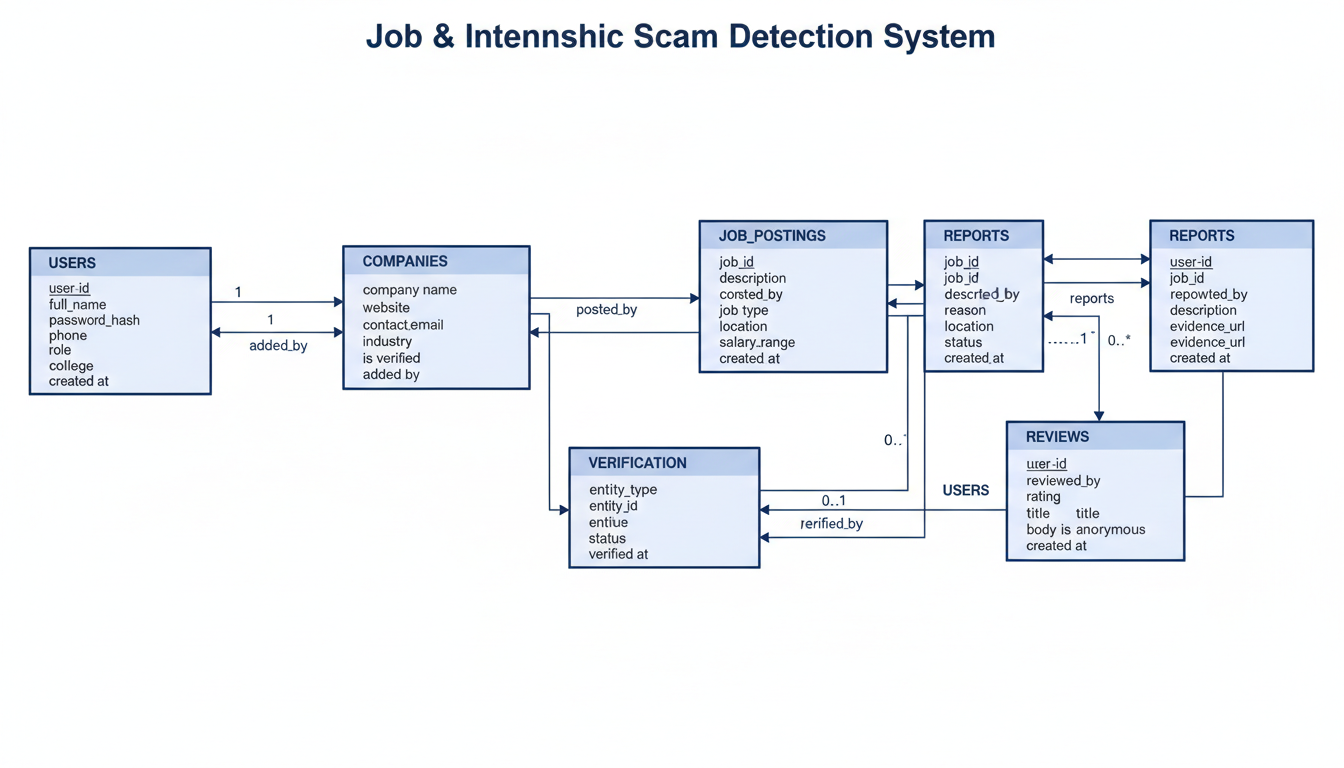 Job & Intennshic Scam Detection System
USERS
user-id
full_name
password_hash
phone
role
college
created at
1
1
added_by
COMPANIES
company name
website
contact.email
industry
is verified
added by
posted_by
JOB_POSTINGS
job_id
description
corsted_by
job type
location
salary_range
created at
REPORTS
job_id
job_id
reason
location
status
created_at
reports
......1
0..*
REPORTS
user-id
job_id
repowted_by
description
evidence_url
evidence_url
created at
VERIFICATION
entity_type
entity_id
entiue
status
verified at
0..
0..1
rerified_by
USERS
REVIEWS
urer-id
reviewed_by
rating
title title
body is anorymous
created at